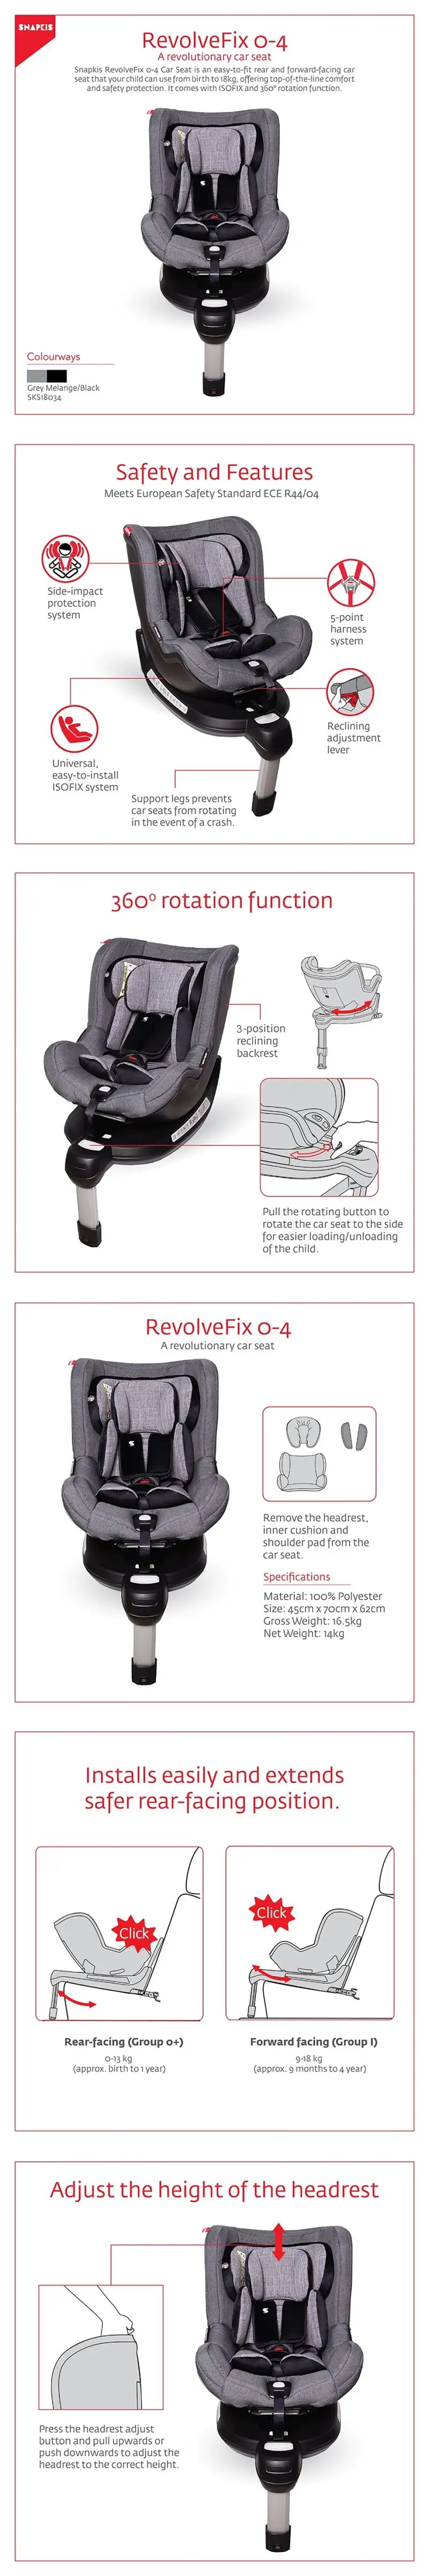 SNAPKIS
RevolveFix 0-4
A revolutionary car seat
Snapkis RevolveFix 0-4 Car Seat is an easy-to-fit rear and forward-facing car
seat that your child can use from birth to 18kg, offering top-of-the-line comfort
and safety protection. It comes with ISOFIX and 360° rotation function.
Colourways
Grey Melange/Black
SKS18034
Safety and Features
Meets European Safety Standard ECE R44/04
Side-impact
protection
system
5-point
harness
system
Reclining
adjustment
lever
Universal,
easy-to-install
ISOFIX system
Support legs prevents
car seats from rotating
in the event of a crash.
360° rotation function
3-position
reclining
backrest
Pull the rotating button to
rotate the car seat to the side
for easier loading/unloading
of the child.
RevolveFix 0-4
A revolutionary car seat
Remove the headrest,
inner cushion and
shoulder pad from the
car seat.
Specifications
Material: 100% Polyester
Size: 45cm x 70cm x 62cm
Gross Weight: 16.5kg
Net Weight: 14kg
Installs easily and extends
safer rear-facing position.
Click
Click
Rear-facing (Group 0+)
0-13 kg
(approx. birth to 1 year)
Forward facing (Group I)
9-18 kg
(approx. 9 months to 4 year)
Adjust the height of the headrest
Press the headrest adjust
button and pull upwards or
push downwards to adjust the
headrest to the correct height.